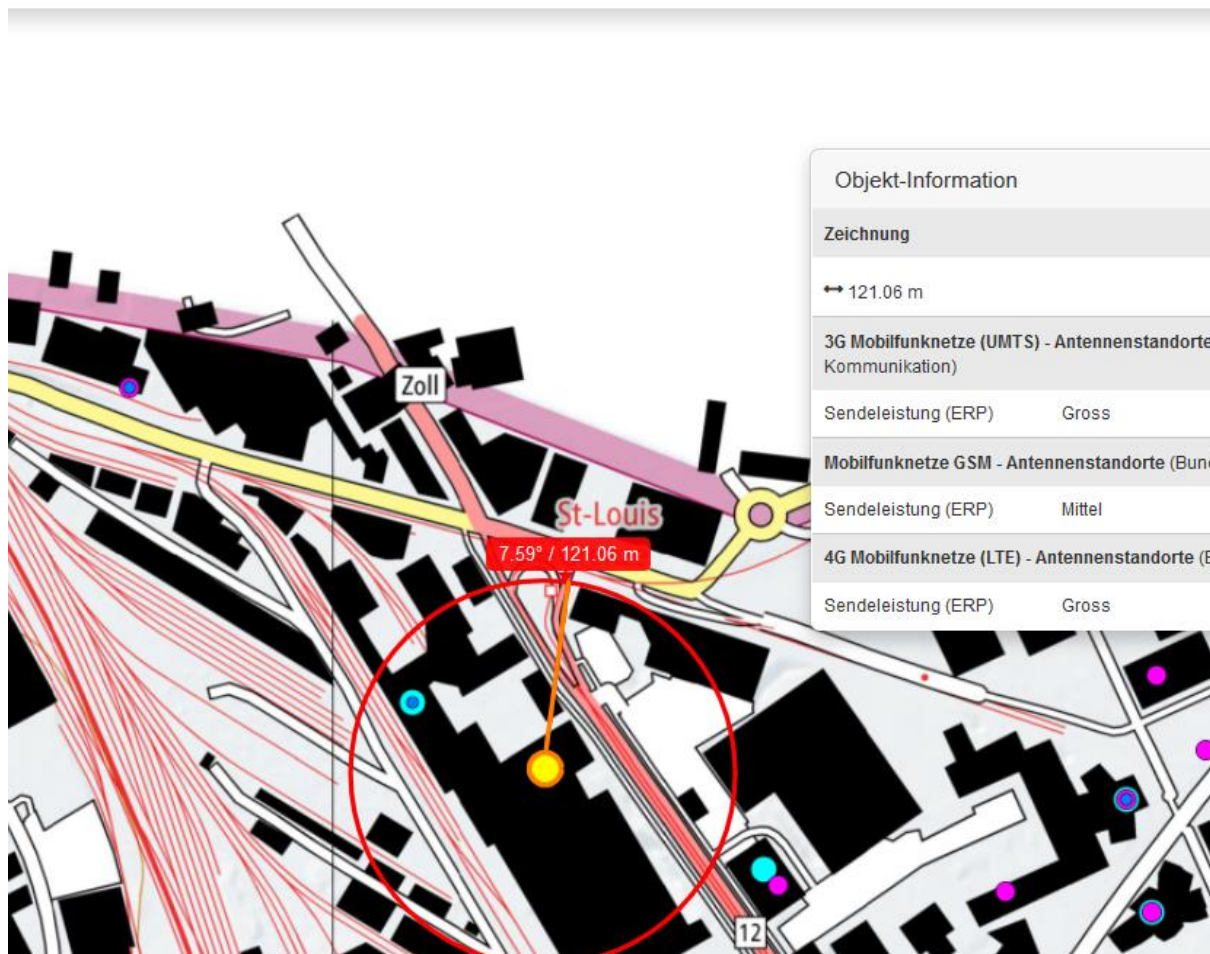 Objekt-Information
Zeichnung
121.06 m
3G Mobilfunknetze (UMTS) - Antennenstandorte
Kommunikation)
Sendeleistung (ERP) Gross
Mobilfunknetze GSM - Antennenstandorte (Bun
Sendeleistung (ERP) Mittel
4G Mobilfunknetze (LTE) - Antennenstandorte (
Sendeleistung (ERP) Gross
Zoll
St-Louis
7.59° / 121.06 m
12